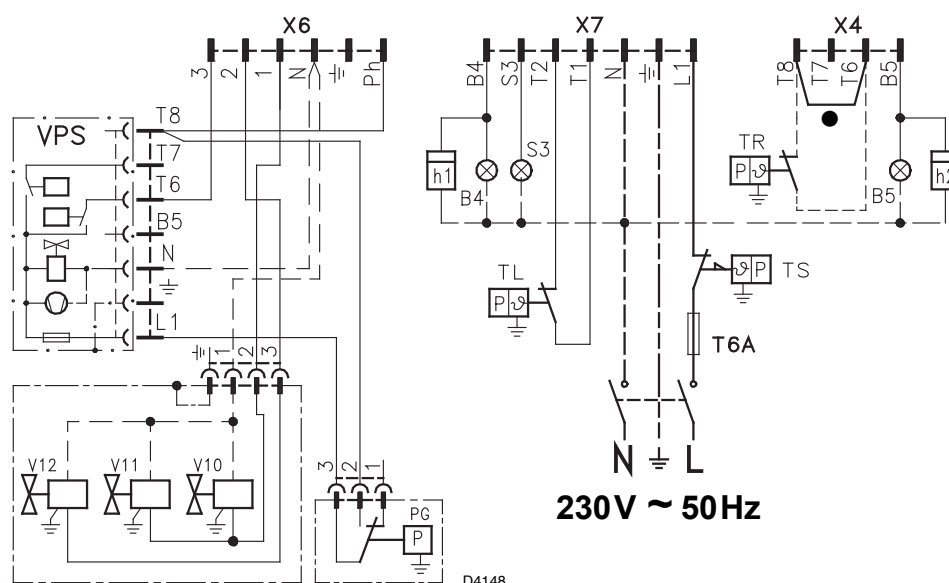 X6
X7
X4
3 2 1 N Ph
B4 S3 T2 T1 N L1
T8 T7 T6 B5
VPS
T8
T7
T6
B5
N
L1
h1
B4
S3
TL
P ϑ
ϑ P TS
T6A
TR
P ϑ
B5
h2
1 2 3
V12 V11 V10
3 2 1
PG
P
N L
230V ~ 50Hz
D4148